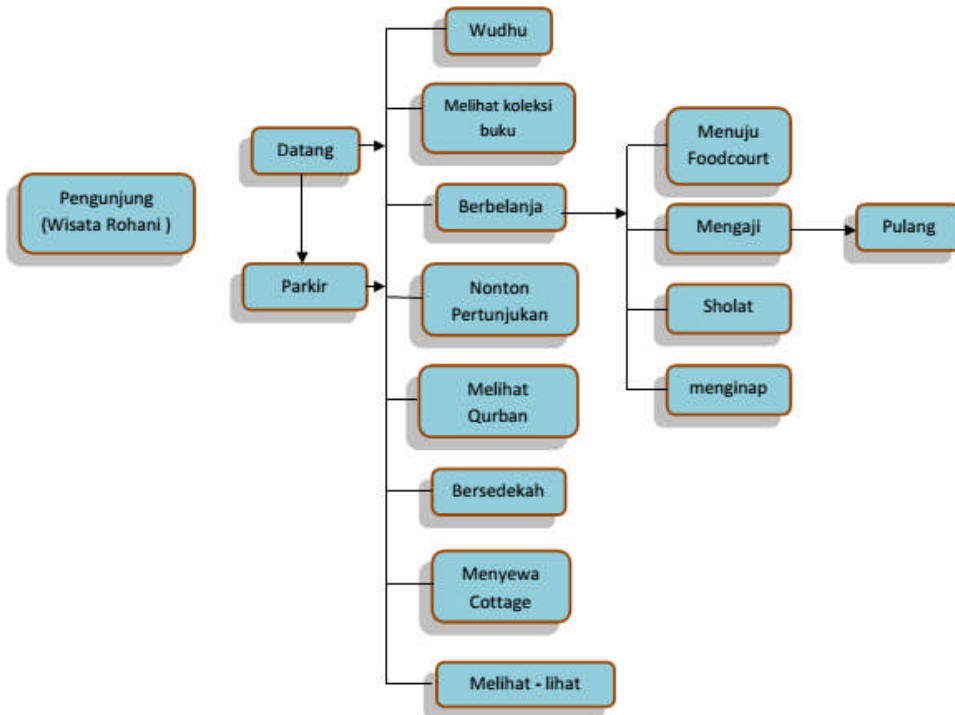 Pengunjung
(Wisata Rohani )
Datang
Parkir
Wudhu
Melihat koleksi
buku
Berbelanja
Nonton
Pertunjukan
Melihat
Qurban
Bersedekah
Menyewa
Cottage
Melihat - lihat
Menuju
Foodcourt
Mengaji
Sholat
menginap
Pulang